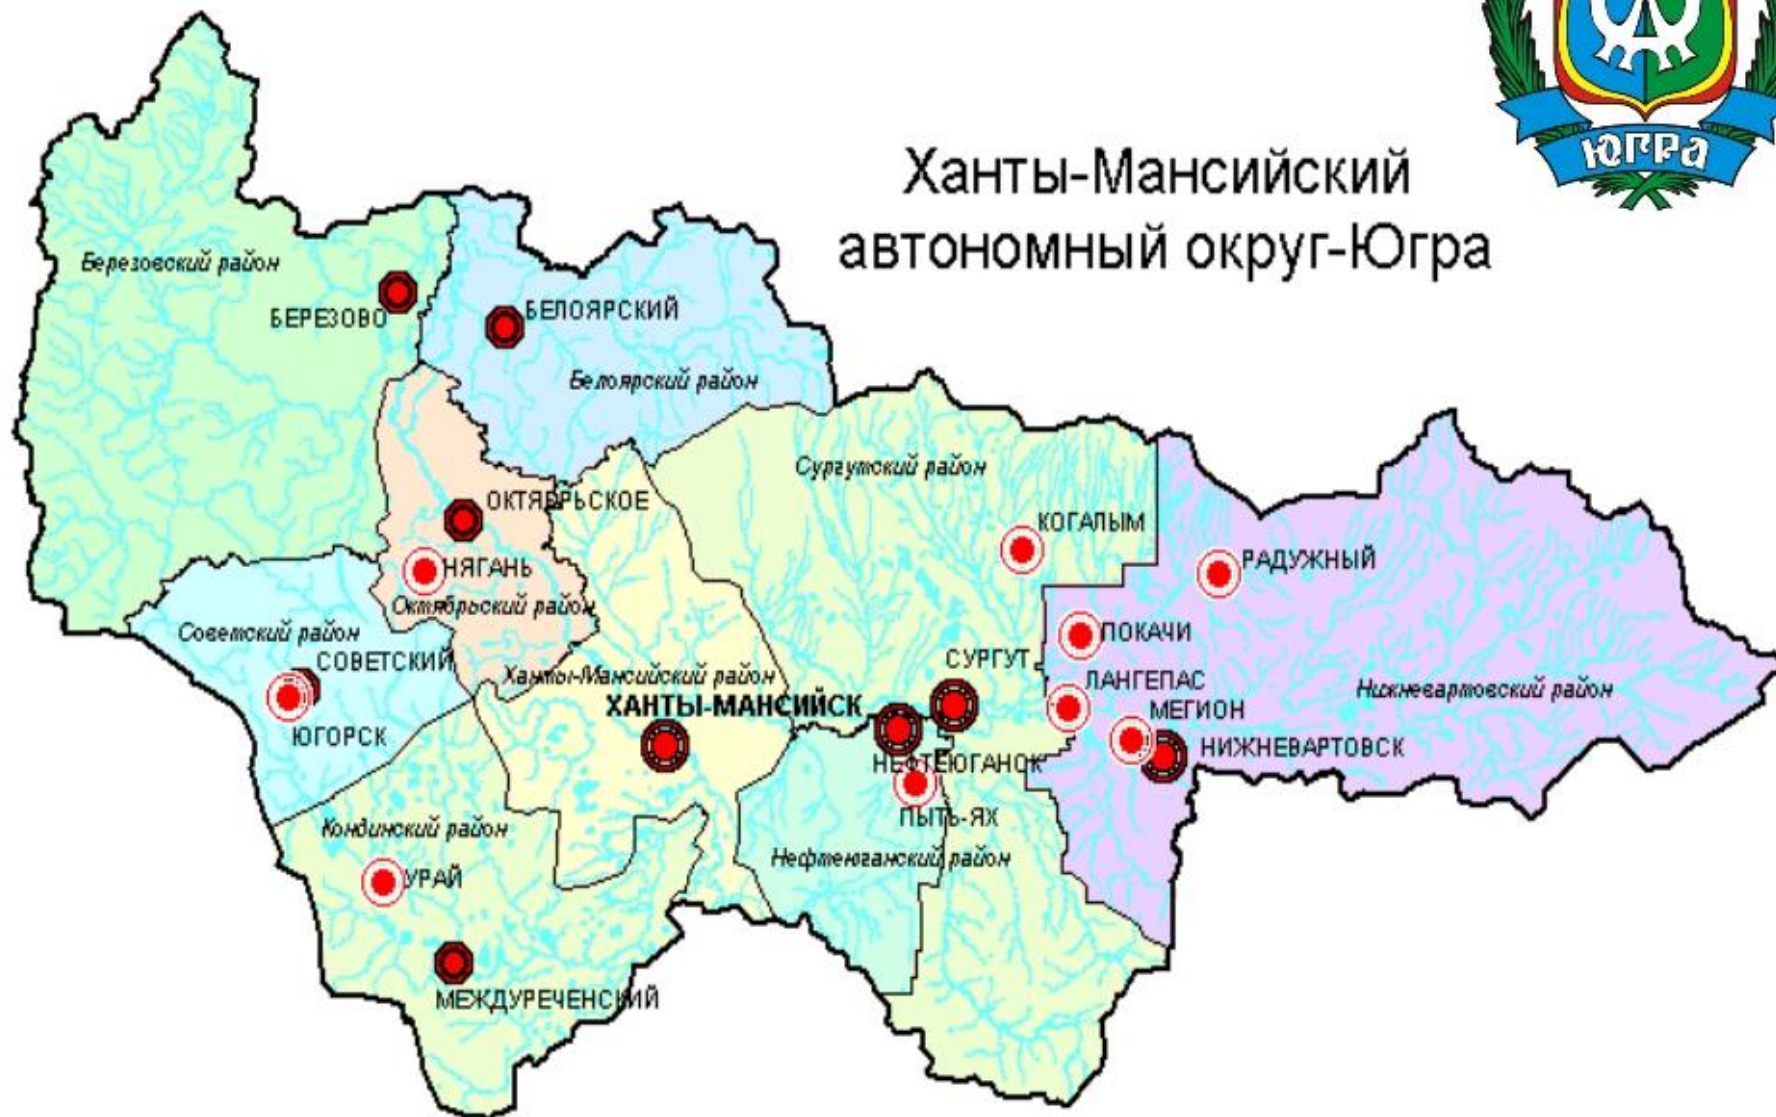 ЮГРА
Ханты-Мансийский
автономный округ-Югра
Березовский район
БЕРЕЗОВО
БЕЛОЯРСКИЙ
Белоярский район
Сургутский район
ОКТЯБРЬСКОЕ
КОГАЛЫМ
НЯГАНЬ
РАДУЖНЫЙ
Октябрьский район
Советский район
ПОКАЧИ
СОВЕТСКИЙ
СУРГУТ
Ханты-Мансийский район
ЛАНГЕПАС
Нижневартовский район
ХАНТЫ-МАНСИЙСК
МЕГИОН
ЮГОРСК
НИЖНЕВАРТОВСК
НЕФТЕЮГАНСК
ПЫТЬ-ЯХ
Кондинский район
Нефтеюганский район
УРАЙ
МЕЖДУРЕЧЕНСКИЙ